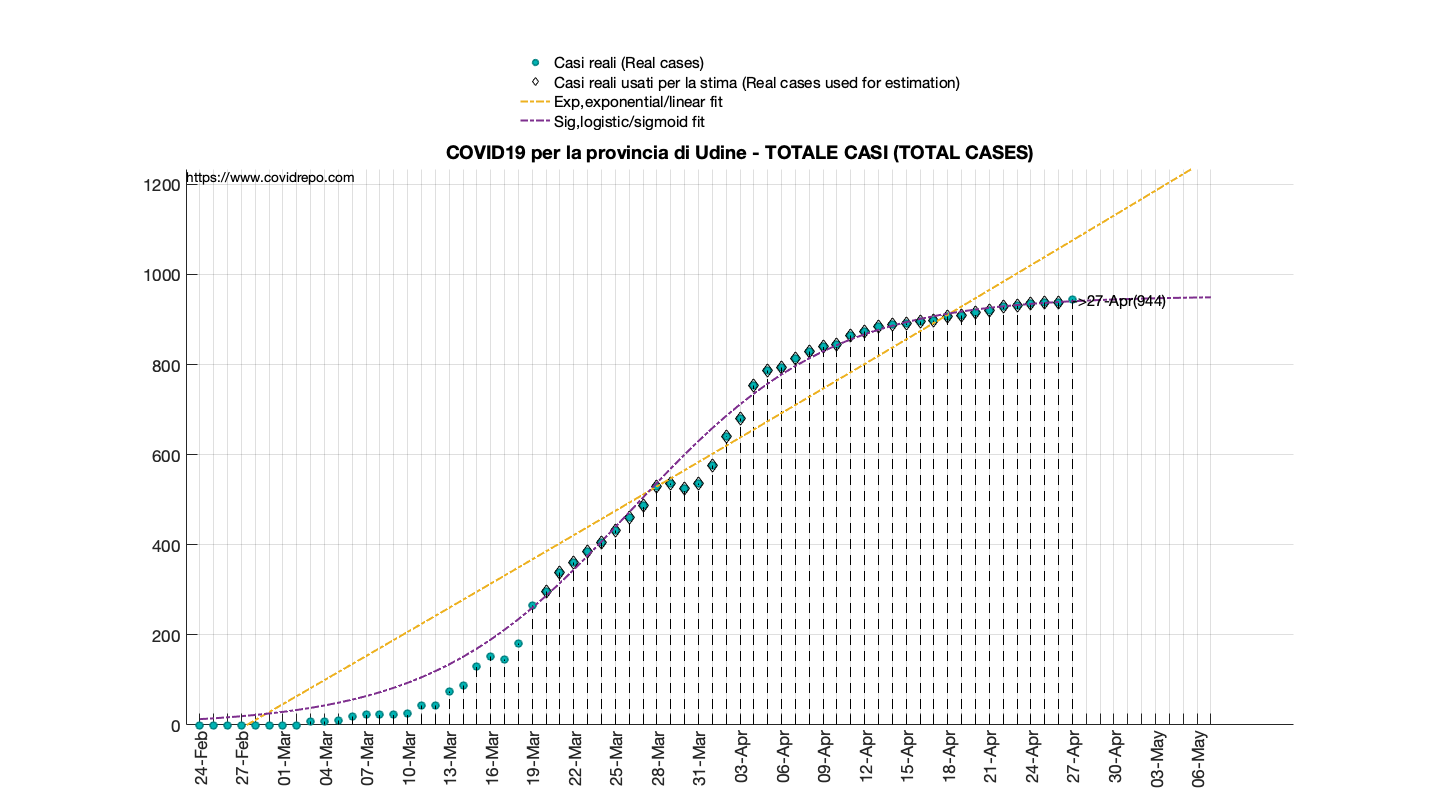 Casi reali (Real cases)
Casi reali usati per la stima (Real cases used for estimation)
Exp,exponential/linear fit
Sig,logistic/sigmoid fit
COVID19 per la provincia di Udine - TOTALE CASI (TOTAL CASES)
https://www.covidrepo.com
1200
1000
>27-Apr(944)
800
600
400
200
0
24-Feb
27-Feb
01-Mar
04-Mar
07-Mar
10-Mar
13-Mar
16-Mar
19-Mar
22-Mar
25-Mar
28-Mar
31-Mar
03-Apr
06-Apr
09-Apr
12-Apr
15-Apr
18-Apr
21-Apr
24-Apr
27-Apr
30-Apr
03-May
06-May